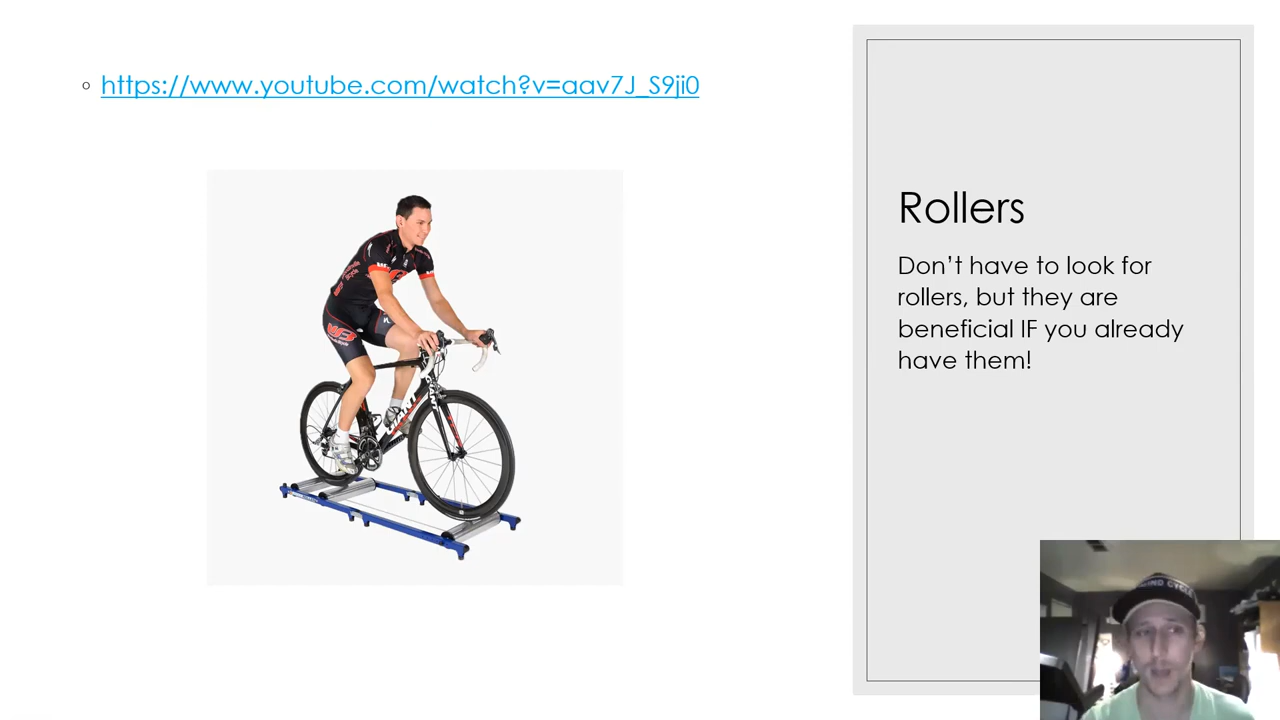 https://www.youtube.com/watch?v=aav7J_S9ji0
Rollers
Don’t have to look for
rollers, but they are
beneficial IF you already
have them!
GIANT